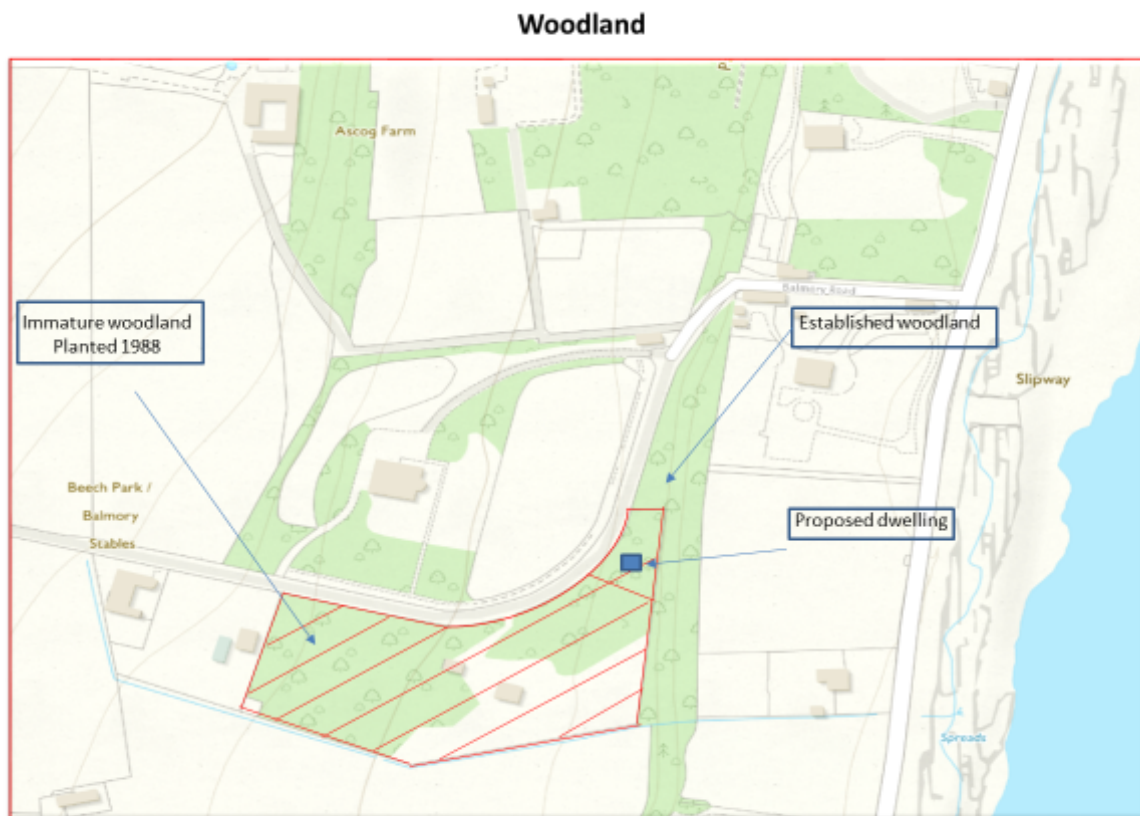 Woodland
Ascog Farm
Balmory Road
Immature woodland
Planted 1988
Established woodland
Slipway
Beech Park /
Balmory
Stables
Proposed dwelling
Spreads